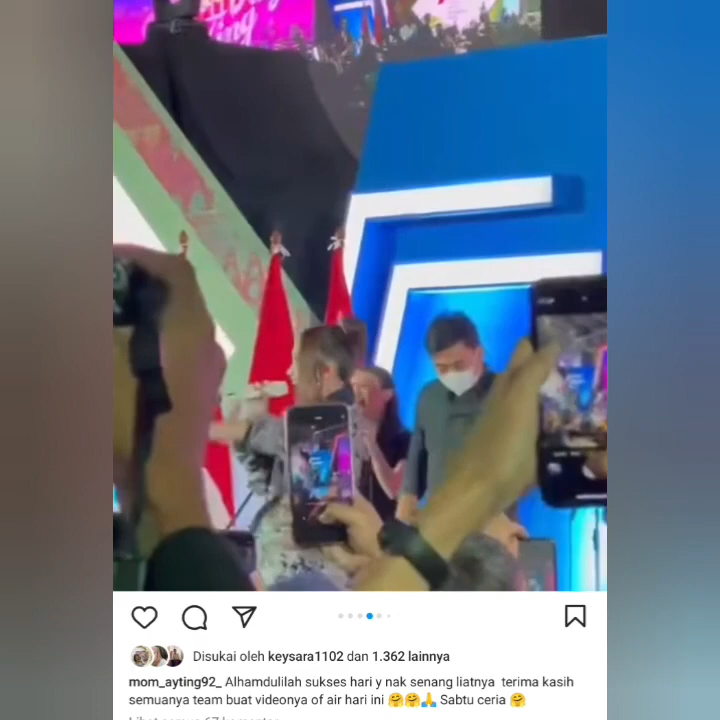 Ting
Disukai oleh keysara1102 dan 1.362 lainnya
mom_ayting92_ Alhamdulilah sukses hari y nak senang liatnya terima kasih
semuanya team buat videonya of air hari ini 🤗🤗🙏 Sabtu ceria 🤗